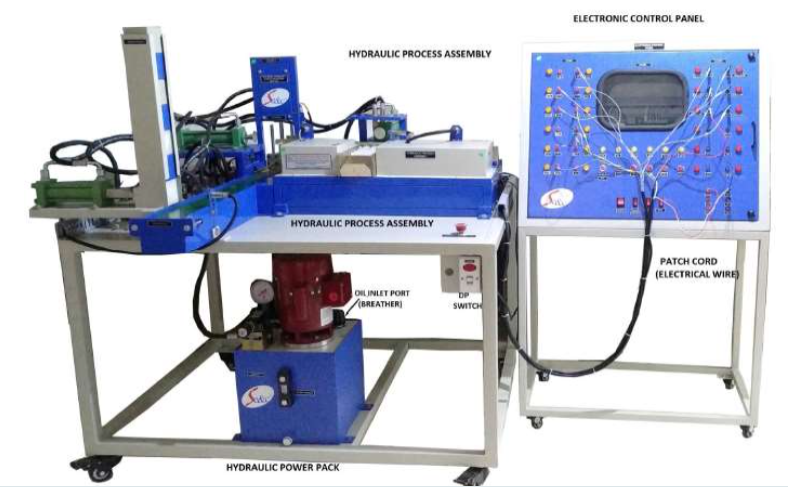 ELECTRONIC CONTROL PANEL
HYDRAULIC PROCESS ASSEMBLY
HYDRAULIC PROCESS ASSEMBLY
PATCH CORD
(ELECTRICAL WIRE)
OIL INLET PORT
(BREATHER)
DP
SWITCH
HYDRAULIC POWER PACK